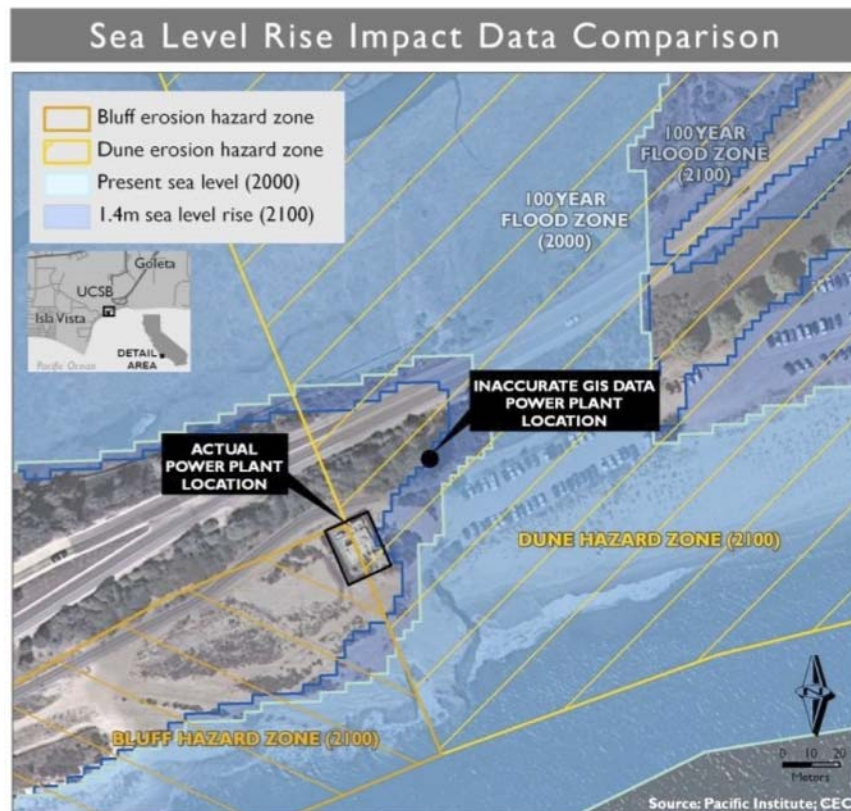 Sea Level Rise Impact Data Comparison
Bluff erosion hazard zone
Dune erosion hazard zone
Present sea level (2000)
1.4m sea level rise (2100)
100 YEAR
FLOOD ZONE
(2100)
100 YEAR
FLOOD ZONE
(2000)
Goleta
UCSB
Isla Vista
Pacific Ocean
DETAIL
AREA
INACCURATE GIS DATA
POWER PLANT
LOCATION
ACTUAL
POWER PLANT
LOCATION
DUNE HAZARD ZONE (2100)
BLUFF HAZARD ZONE (2100)
N
0 10 20
Meters
Source: Pacific Institute; CEC